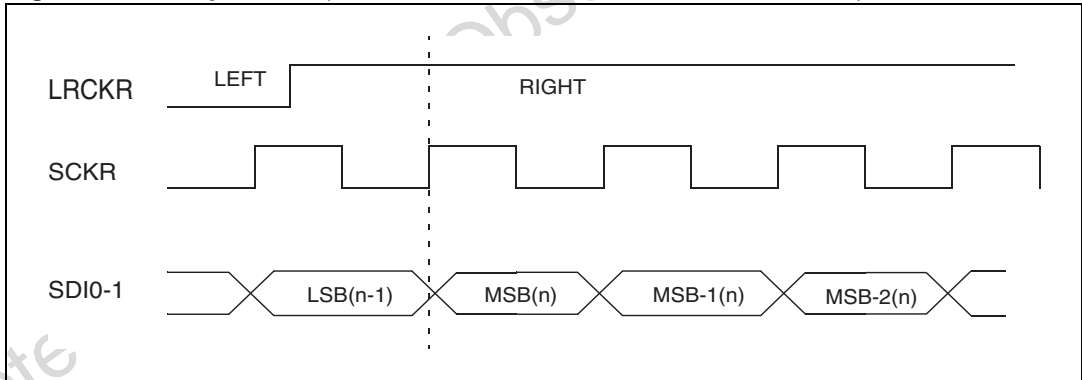 LRCKR LEFT RIGHT
SCKR
SDI0-1 LSB(n-1) MSB(n) MSB-1(n) MSB-2(n)